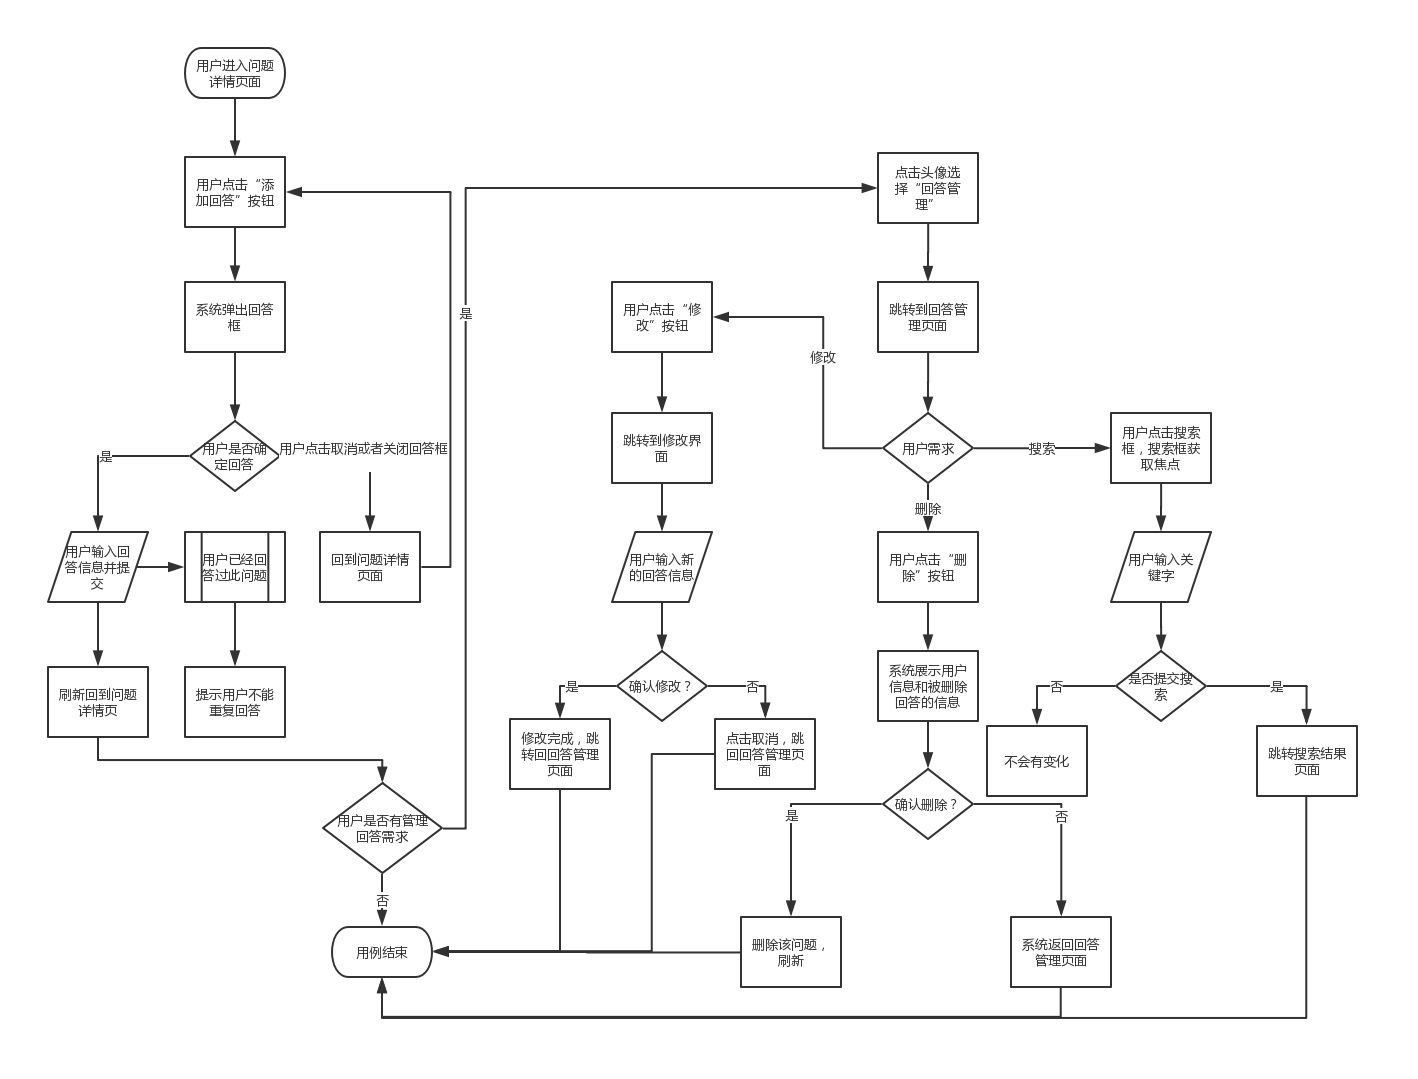 用户进入问题
详情页面
用户点击“添
加回答”按钮
系统弹出回答
框
用户是否确
定回答
用户点击取消或者关闭回答框
是
用户输入回
答信息并提
交
用户已经回
答过此问题
回到问题详情
页面
刷新回到问题
详情页
提示用户不能
重复回答
用户是否有管理
回答需求
是
否
用例结束
点击头像选
择“回答管
理”
跳转到回答管
理页面
用户需求
修改
搜索
删除
用户点击“修
改”按钮
跳转到修改界
面
用户输入新
的回答信息
确认修改？
是
否
修改完成，跳
转回回答管理
页面
点击取消，跳
回回答管理页
面
用户点击“删
除”按钮
系统展示用户
信息和被删除
回答的信息
确认删除？
是
否
删除该问题，
刷新
系统返回回答
管理页面
用户点击搜索
框，搜索框获
取焦点
用户输入关
键字
是否提交搜
索
否
是
不会有变化
跳转搜索结果
页面